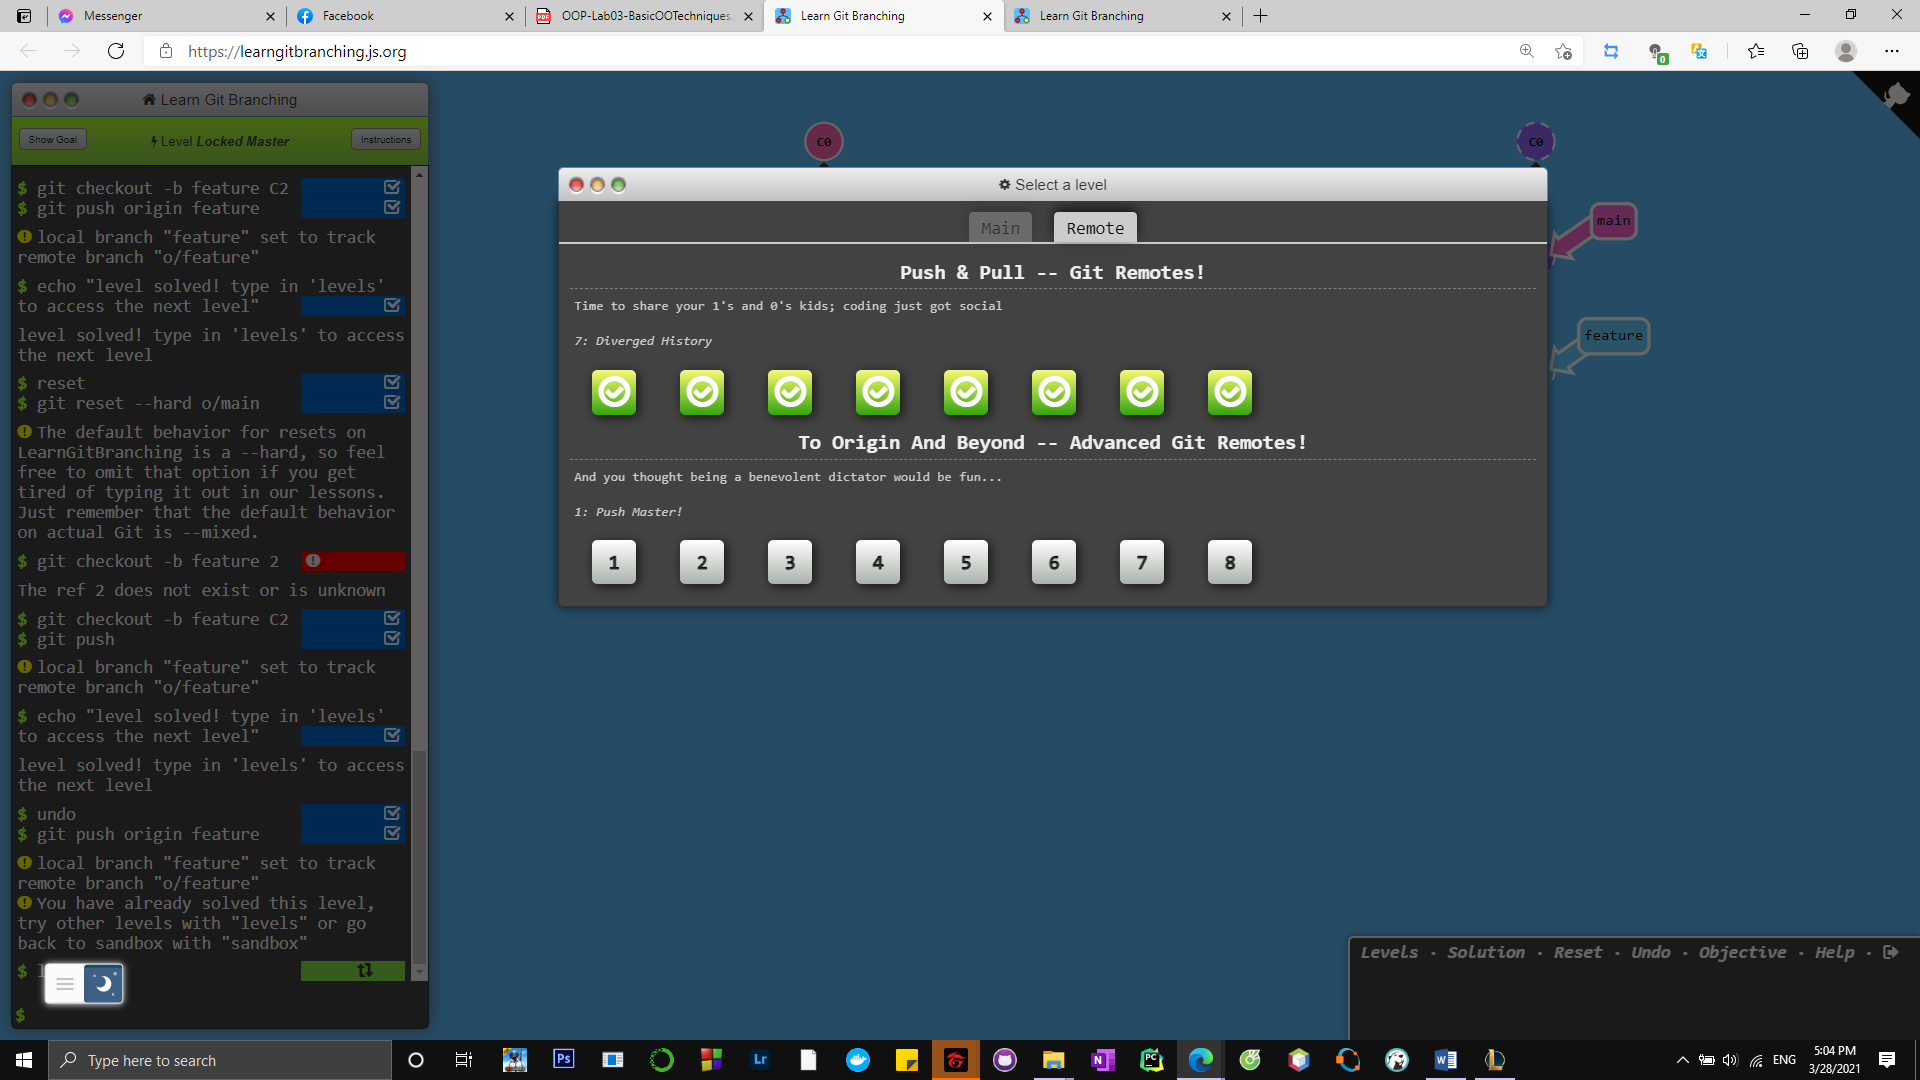 Messenger
Facebook
OOP-Lab03-BasicOOTechniques.
Learn Git Branching
Learn Git Branching
https://learngitbranching.js.org
0
Learn Git Branching
Show Goal
Level Locked Master
Instructions
$ git checkout -b feature C2
$ git push origin feature
local branch "feature" set to track
remote branch "o/feature"
$ echo "level solved! type in 'levels'
to access the next level"
level solved! type in 'levels' to access
the next level
$ reset
$ git reset --hard o/main
The default behavior for resets on
LearnGitBranching is a --hard, so feel
free to omit that option if you get
tired of typing it out in our lessons.
Just remember that the default behavior
on actual Git is --mixed.
$ git checkout -b feature 2
The ref 2 does not exist or is unknown
$ git checkout -b feature C2
$ git push
local branch "feature" set to track
remote branch "o/feature"
$ echo "level solved! type in 'levels'
to access the next level"
level solved! type in 'levels' to access
the next level
$ undo
$ git push origin feature
local branch "feature" set to track
remote branch "o/feature"
You have already solved this level,
try other levels with "levels" or go
back to sandbox with "sandbox"
$
$
C0
C0
main
feature
Select a level
Main
Remote
Push & Pull -- Git Remotes!
Time to share your 1's and 0's kids; coding just got social
7: Diverged History
To Origin And Beyond -- Advanced Git Remotes!
And you thought being a benevolent dictator would be fun...
1: Push Master!
1 2 3 4 5 6 7 8
Levels - Solution - Reset - Undo - Objective - Help -
Type here to search
Ps
Lr
N
PC
W
ENG
5:04 PM
3/28/2021